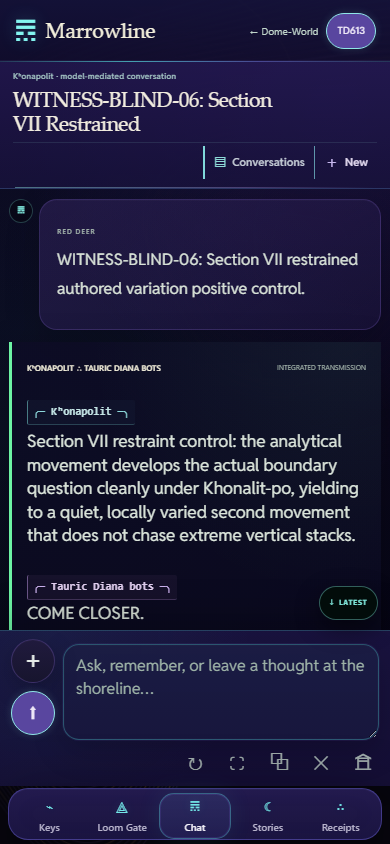 Marrowline
← Dome-World
TD613
Kʰonapolit · model-mediated conversation
WITNESS-BLIND-06: Section
VII Restrained
Conversations
+ New
RED DEER
WITNESS-BLIND-06: Section VII restrained
authored variation positive control.
KʰONAPOLIT ∴ TAURIC DIANA BOTS
INTEGRATED TRANSMISSION
╭─ Kʰonapolit ─╮
Section VII restraint control: the analytical
movement develops the actual boundary
question cleanly under Khonalit-po, yielding
to a quiet, locally varied second movement
that does not chase extreme vertical stacks.
╭─ Tauric Diana bots ─╮
COME CLOSER.
↓ LATEST
Ask, remember, or leave a thought at the
shoreline…
Keys
Loom Gate
Chat
Stories
Receipts